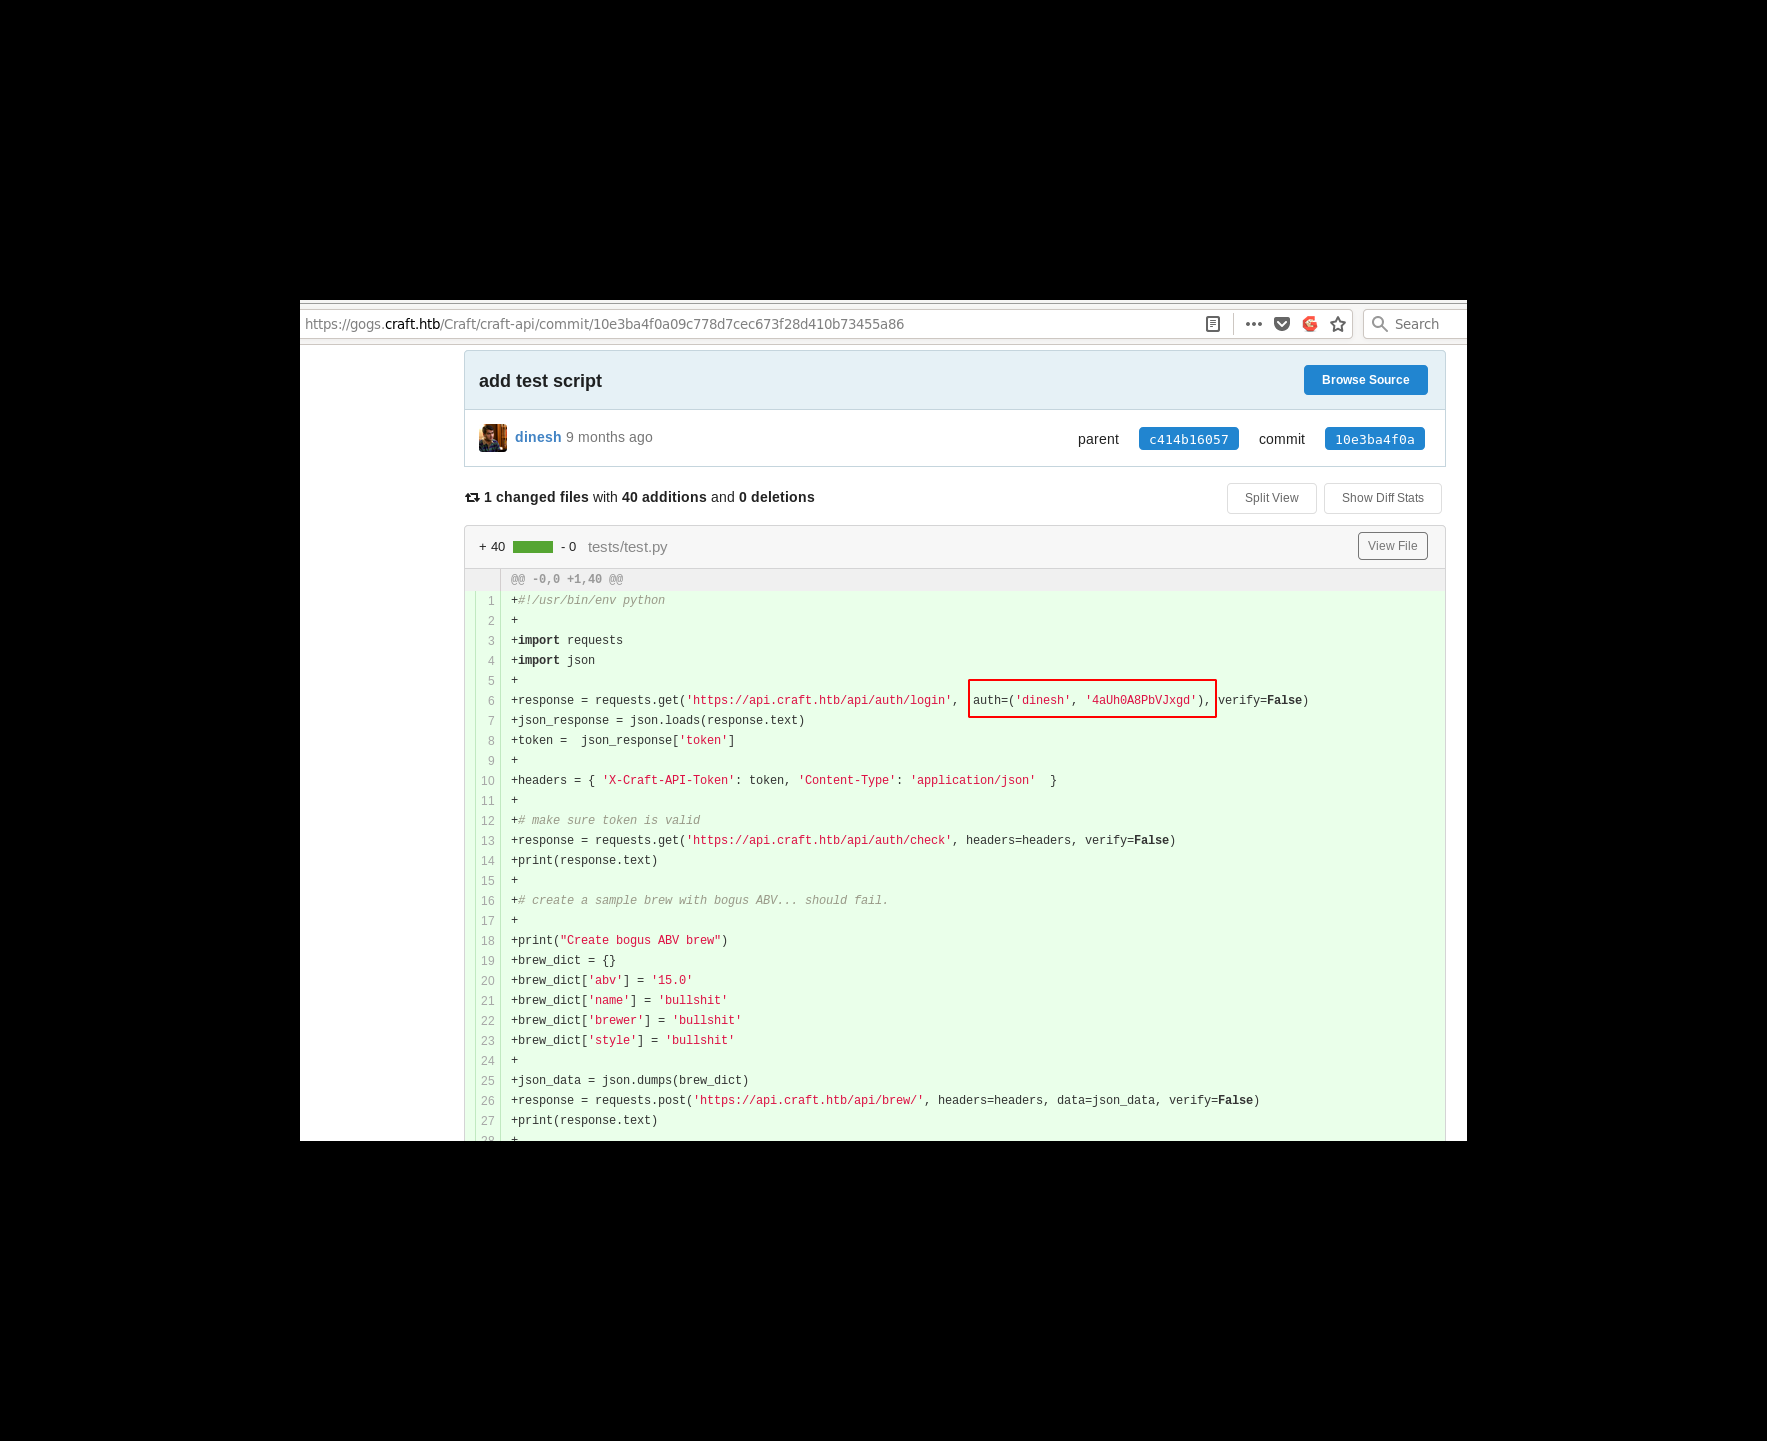 https://gogs.craft.htb/Craft/craft-api/commit/10e3ba4f0a09c778d7cec673f28d410b73455a86 Search
add test script Browse Source
dinesh 9 months ago parent c414b16057 commit 10e3ba4f0a
1 changed files with 40 additions and 0 deletions Split View Show Diff Stats
+ 40 - 0 tests/test.py View File
@@ -0,0 +1,40 @@
1 +#!/usr/bin/env python
2 +
3 +import requests
4 +import json
5 +
6 +response = requests.get('https://api.craft.htb/api/auth/login',  auth=('dinesh', '4aUh0A8PbVJxgd'), verify=False)
7 +json_response = json.loads(response.text)
8 +token =  json_response['token']
9 +
10 +headers = { 'X-Craft-API-Token': token, 'Content-Type': 'application/json'  }
11 +
12 +# make sure token is valid
13 +response = requests.get('https://api.craft.htb/api/auth/check', headers=headers, verify=False)
14 +print(response.text)
15 +
16 +# create a sample brew with bogus ABV... should fail.
17 +
18 +print("Create bogus ABV brew")
19 +brew_dict = {}
20 +brew_dict['abv'] = '15.0'
21 +brew_dict['name'] = 'bullshit'
22 +brew_dict['brewer'] = 'bullshit'
23 +brew_dict['style'] = 'bullshit'
24 +
25 +json_data = json.dumps(brew_dict)
26 +response = requests.post('https://api.craft.htb/api/brew/', headers=headers, data=json_data, verify=False)
27 +print(response.text)
28 +